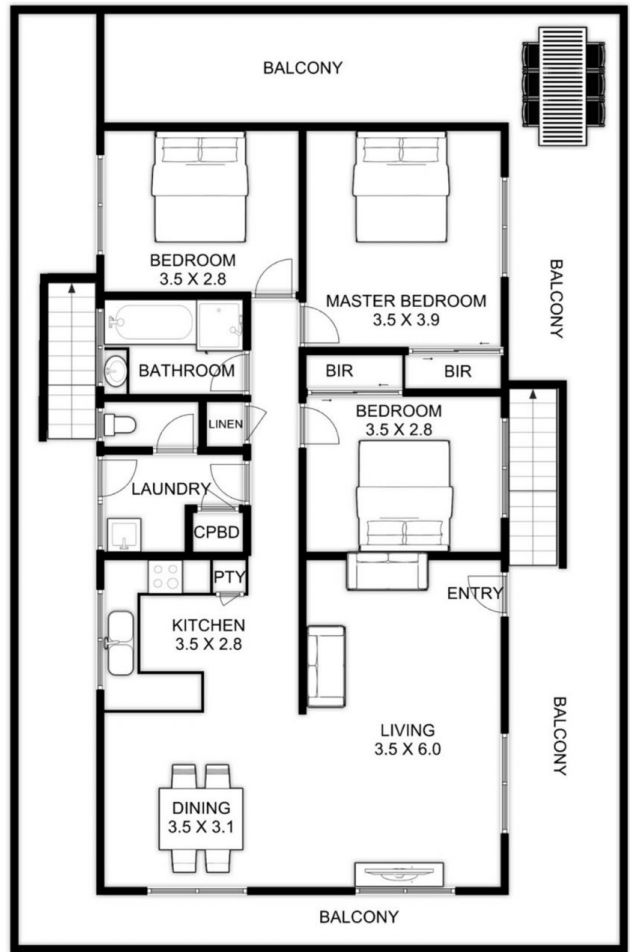 BALCONY
BEDROOM
3.5 X 2.8
MASTER BEDROOM
3.5 X 3.9
BALCONY
BATHROOM
BIR
BIR
LINEN
BEDROOM
3.5 X 2.8
LAUNDRY
CPBD
PTY
ENTRY
KITCHEN
3.5 X 2.8
LIVING
3.5 X 6.0
BALCONY
DINING
3.5 X 3.1
BALCONY